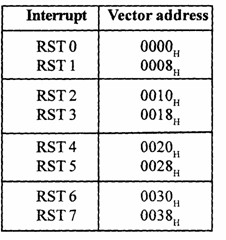 Interrupt Vector address
RST 0 0000H
RST 1 0008H
RST 2 0010H
RST 3 0018H
RST 4 0020H
RST 5 0028H
RST 6 0030H
RST 7 0038H